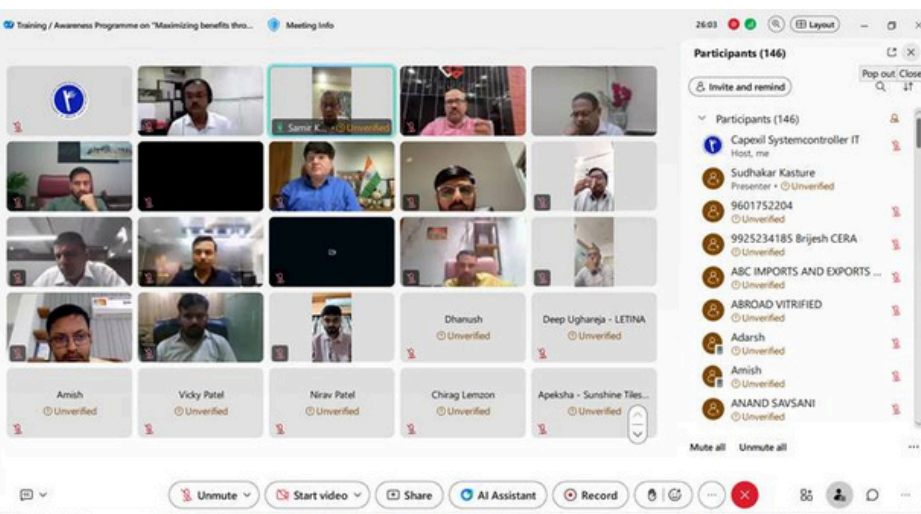 Training / Awareness Programme on "Maximizing benefits thro...
Meeting Info
26:03
Layout
Participants (146)
Pop out
Close
Invite and remind
Participants (146)
Capexil Systemcontroller IT
Host, me
Sudhakar Kasture
Presenter • Unverified
9601752204
Unverified
9925234185 Brijesh CERA
Unverified
ABC IMPORTS AND EXPORTS ...
Unverified
ABROAD VITRIFIED
Unverified
Adarsh
Unverified
Amish
Unverified
ANAND SAVSANI
Unverified
Mute all
Unmute all
Samir K... • Unverified
Dhanush
Unverified
Deep Ughareja - LETINA
Unverified
Amish
Unverified
Vicky Patel
Unverified
Nirav Patel
Unverified
Chirag Lemzon
Unverified
Apeksha - Sunshine Tiles...
Unverified
Unmute
Start video
Share
AI Assistant
Record